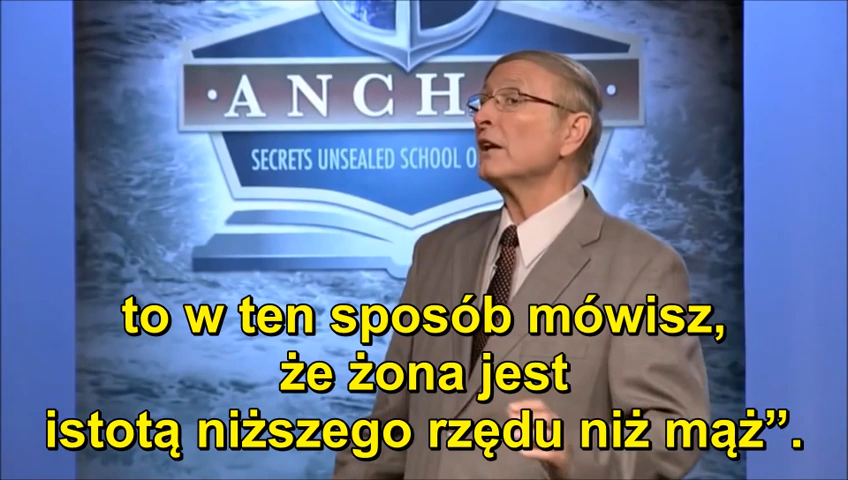 ·ANCH
SECRETS UNSEALED SCHOOL O
to w ten sposób mówisz,
że żona jest
istotą niższego rzędu niż mąż”.